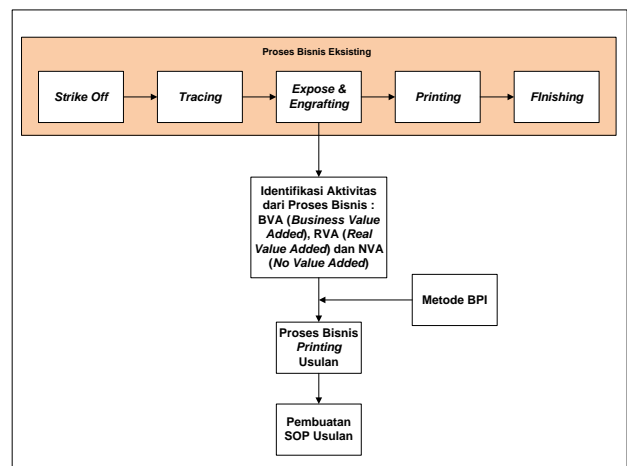 Proses Bisnis Eksisting
Strike Off
Tracing
Expose &
Engrafting
Printing
FInishing
Identifikasi Aktivitas
dari Proses Bisnis :
BVA (Business Value
Added), RVA (Real
Value Added) dan NVA
(No Value Added)
Metode BPI
Proses Bisnis
Printing
Usulan
Pembuatan
SOP Usulan